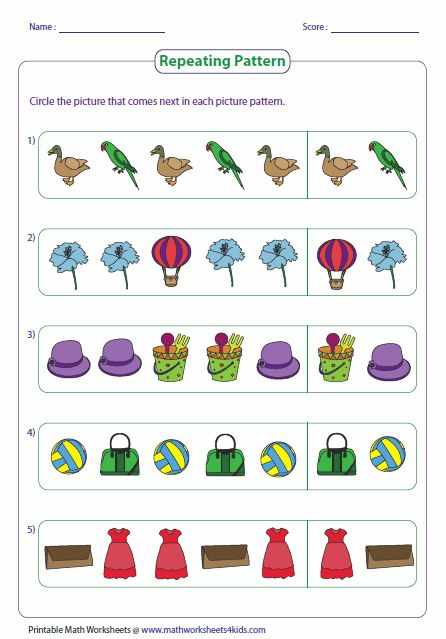 Name : Score :
Repeating Pattern
Circle the picture that comes next in each picture pattern.
1)
2)
3)
4)
5)
Printable Math Worksheets @ www.mathworksheets4kids.com